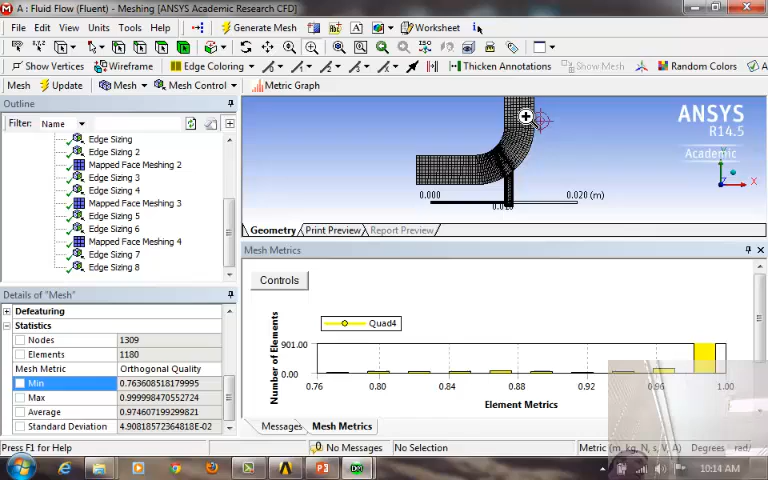 A : Fluid Flow (Fluent) - Meshing [ANSYS Academic Research CFD]
File Edit View Units Tools Help Generate Mesh Worksheet
Show Vertices Wireframe Edge Coloring Thicken Annotations Show Mesh Random Colors
Mesh Update Mesh Mesh Control Metric Graph
Outline
Filter: Name
Edge Sizing
Edge Sizing 2
Mapped Face Meshing 2
Edge Sizing 3
Edge Sizing 4
Mapped Face Meshing 3
Edge Sizing 5
Edge Sizing 6
Mapped Face Meshing 4
Edge Sizing 7
Edge Sizing 8
Details of "Mesh"
Defeaturing
Statistics
Nodes 1309
Elements 1180
Mesh Metric Orthogonal Quality
Min 0.763608518179995
Max 0.999998470552724
Average 0.974607199299821
Standard Deviation 4.90818572364818E-02
ANSYS
R14.5
Academic
Y
X
Z
0.000 0.020 (m)
Geometry Print Preview Report Preview
Mesh Metrics
Controls
Quad4
Number of Elements
901.00
0.00
0.76 0.80 0.84 0.88 0.92 0.96 1.00
Element Metrics
Messages Mesh Metrics
Press F1 for Help No Messages No Selection Metric (m, kg, N, s, V, A) Degrees rad/
10:14 AM